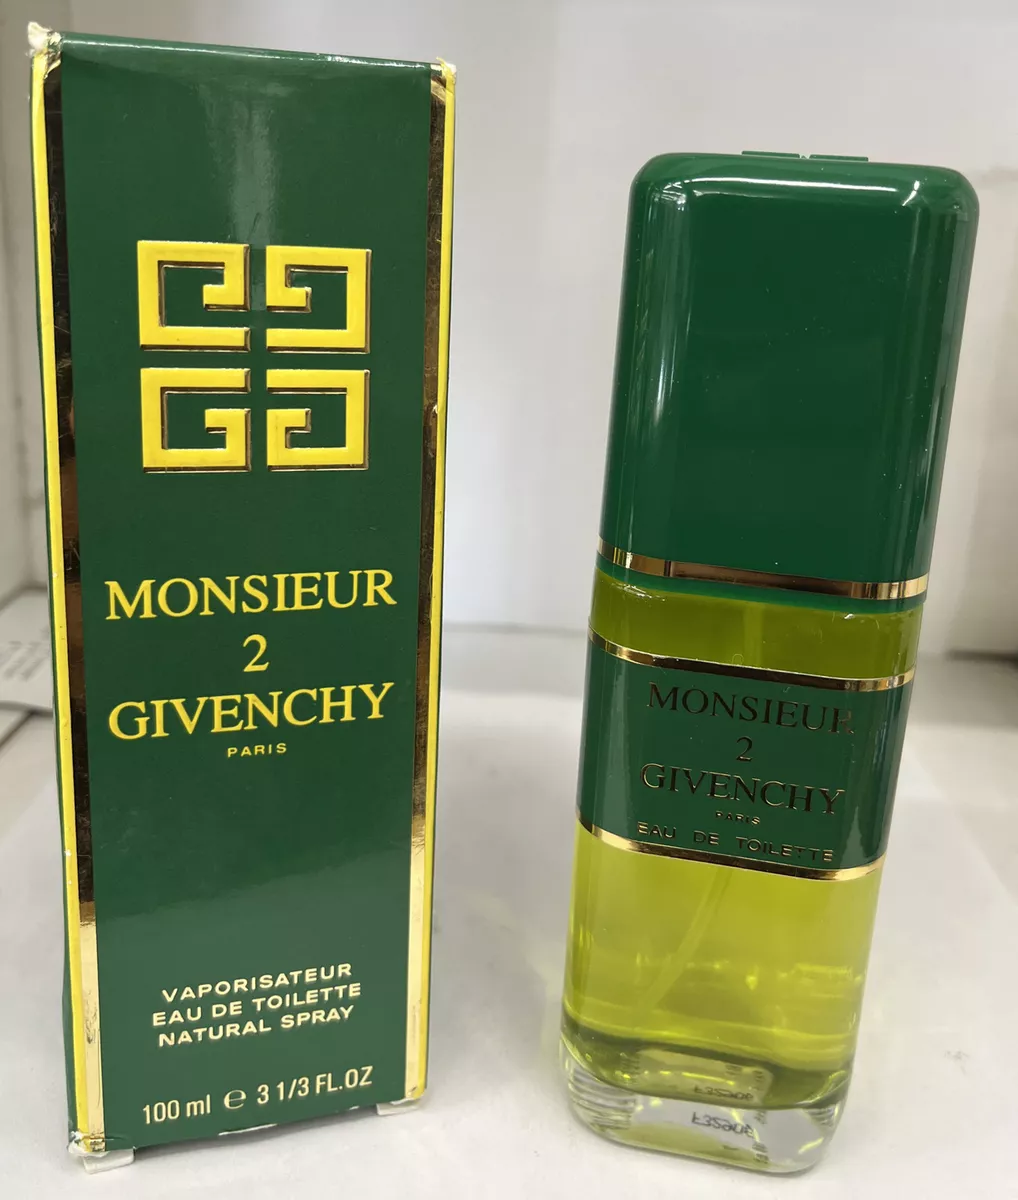 MONSIEUR
2
GIVENCHY
PARIS
VAPORISATEUR
EAU DE TOILETTE
NATURAL SPRAY
100 ml e 3 1/3 FL.OZ
MONSIEUR
2
GIVENCHY
PARIS
EAU DE TOILETTE